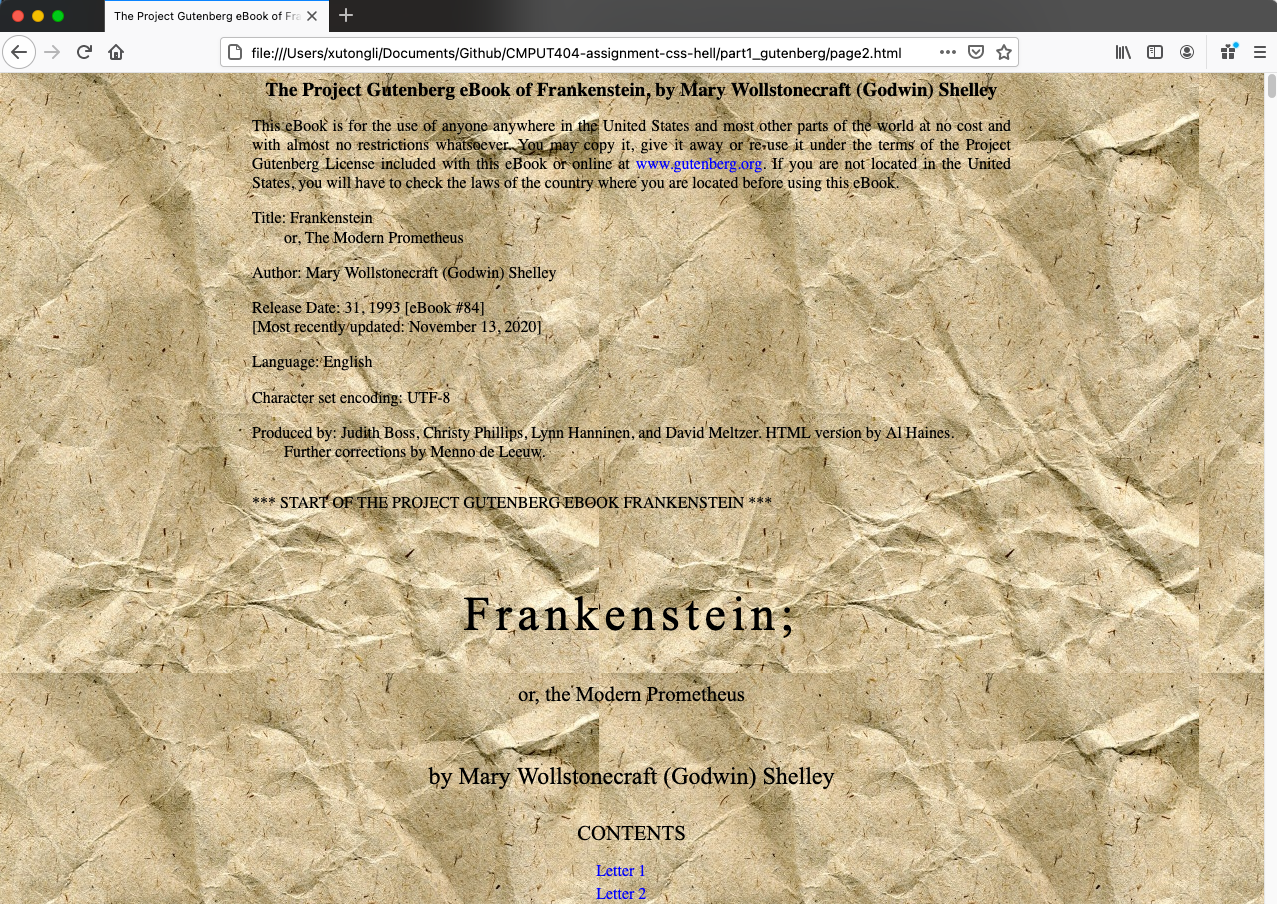 The Project Gutenberg eBook of Fra
file:///Users/xutongli/Documents/Github/CMPUT404-assignment-css-hell/part1_gutenberg/page2.html
The Project Gutenberg eBook of Frankenstein, by Mary Wollstonecraft (Godwin) Shelley
This eBook is for the use of anyone anywhere in the United States and most other parts of the world at no cost and
with almost no restrictions whatsoever. You may copy it, give it away or re-use it under the terms of the Project
Gutenberg License included with this eBook or online at www.gutenberg.org. If you are not located in the United
States, you will have to check the laws of the country where you are located before using this eBook.
Title: Frankenstein
or, The Modern Prometheus
Author: Mary Wollstonecraft (Godwin) Shelley
Release Date: 31, 1993 [eBook #84]
[Most recently updated: November 13, 2020]
Language: English
Character set encoding: UTF-8
Produced by: Judith Boss, Christy Phillips, Lynn Hanninen, and David Meltzer. HTML version by Al Haines.
Further corrections by Menno de Leeuw.
*** START OF THE PROJECT GUTENBERG EBOOK FRANKENSTEIN ***
Frankenstein;
or, the Modern Prometheus
by Mary Wollstonecraft (Godwin) Shelley
CONTENTS
Letter 1
Letter 2